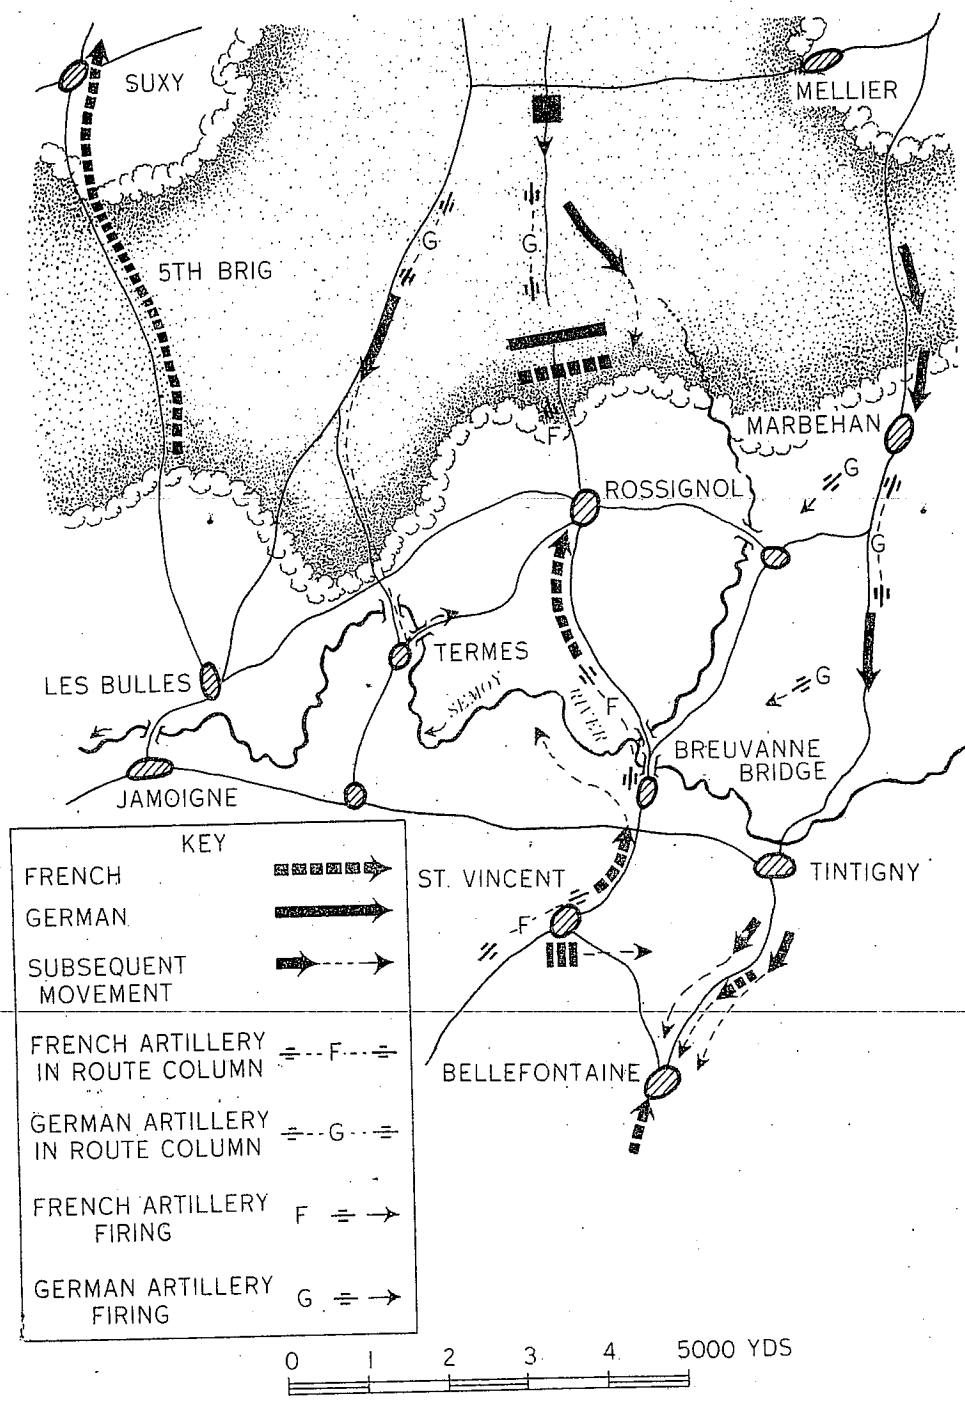 SUXY
MELLIER
G
5TH BRIG
G
F
MARBEHAN
G
ROSSIGNOL
G
TERMES
LES BULLES
SEMOY
RIVER
F
G
BREUVANNE
BRIDGE
JAMOIGNE
ST. VINCENT
TINTIGNY
F
BELLEFONTAINE
KEY
FRENCH
GERMAN
SUBSEQUENT
MOVEMENT
FRENCH ARTILLERY
IN ROUTE COLUMN
F
GERMAN ARTILLERY
IN ROUTE COLUMN
G
FRENCH ARTILLERY
FIRING
F
GERMAN ARTILLERY
FIRING
G
0 1 2 3 4 5000 YDS